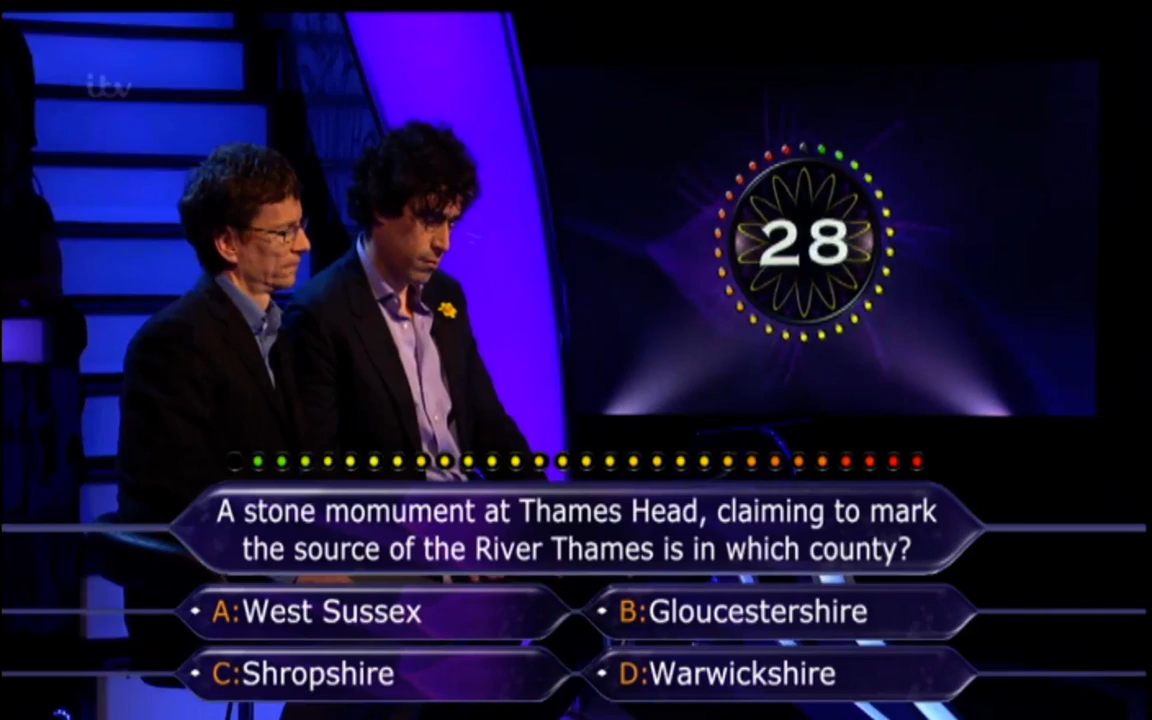 itv
28
A stone momument at Thames Head, claiming to mark
the source of the River Thames is in which county?
A:West Sussex
B:Gloucestershire
C:Shropshire
D:Warwickshire